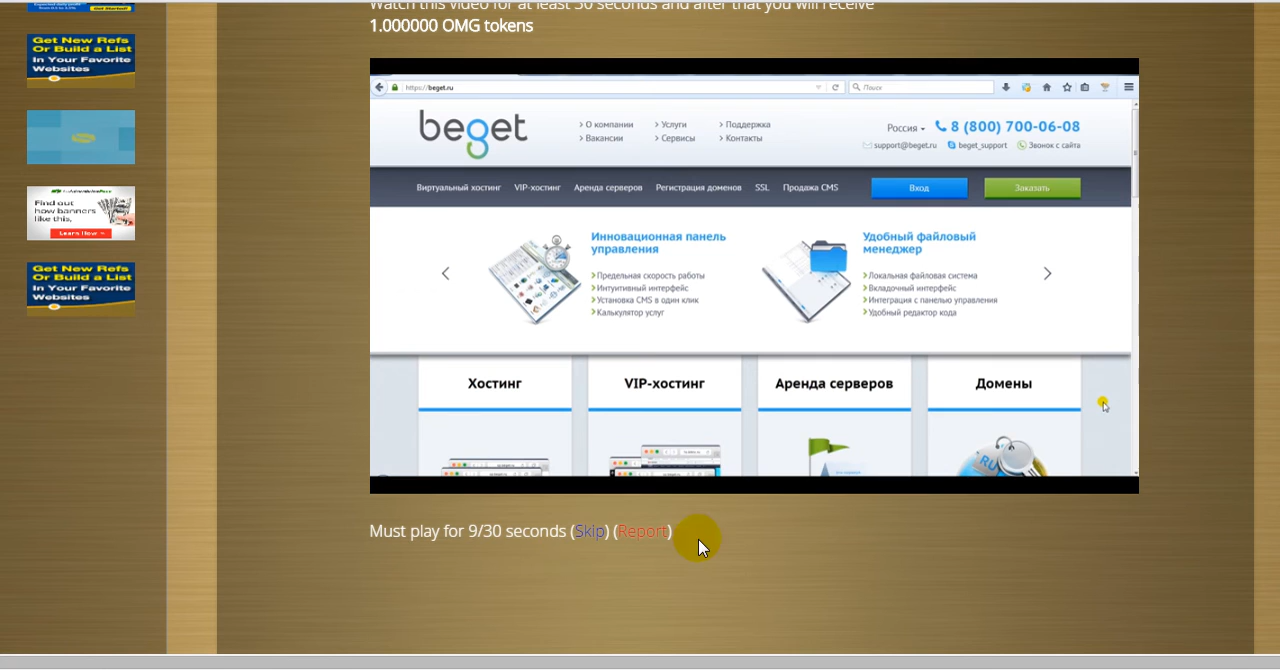 Watch this video for at least 30 seconds and after that you will receive
1.000000 OMG tokens
Get Started!
Get New Refs
Or Build a List
In Your Favorite
Websites
Find out
how banners
like this,
Learn How
Get New Refs
Or Build a List
In Your Favorite
Websites
https://beget.ru
Поиск
beget
О компании
Услуги
Поддержка
Вакансии
Сервисы
Контакты
Россия
8 (800) 700-06-08
support@beget.ru
beget_support
Звонок с сайта
Виртуальный хостинг
VIP-хостинг
Аренда серверов
Регистрация доменов
SSL
Продажа CMS
Вход
Заказать
Инновационная панель
управления
Предельная скорость работы
Интуитивный интерфейс
Установка CMS в один клик
Калькулятор услуг
Удобный файловый
менеджер
Локальная файловая система
Вкладочный интерфейс
Интеграция с панелью управления
Удобный редактор кода
Хостинг
VIP-хостинг
Аренда серверов
Домены
RU
Must play for 9/30 seconds (Skip) (Report)